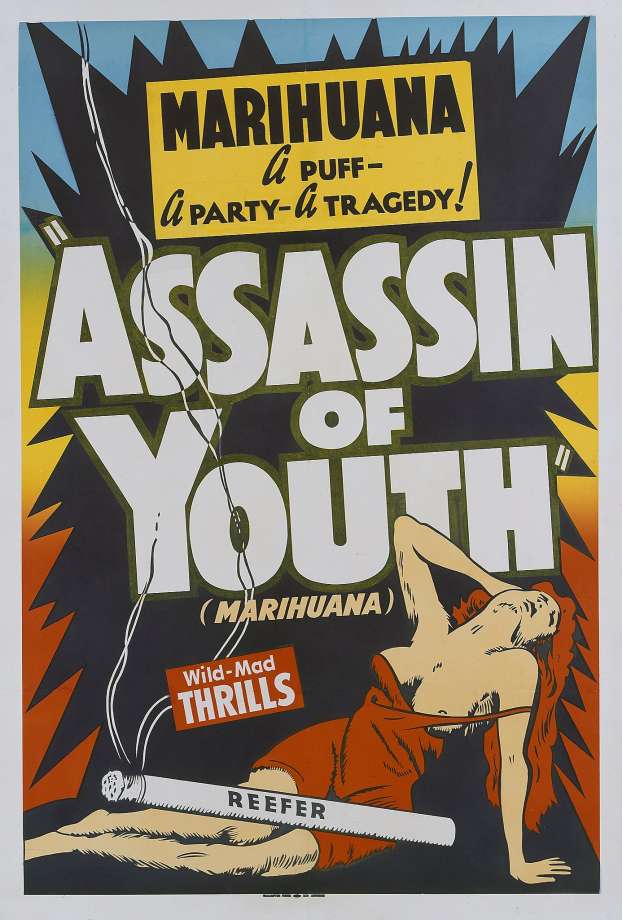 MARIHUANA
A PUFF-
A PARTY-A TRAGEDY!
"ASSASSIN
OF
YOUTH"
(MARIHUANA)
Wild-Mad
THRILLS
REEFER